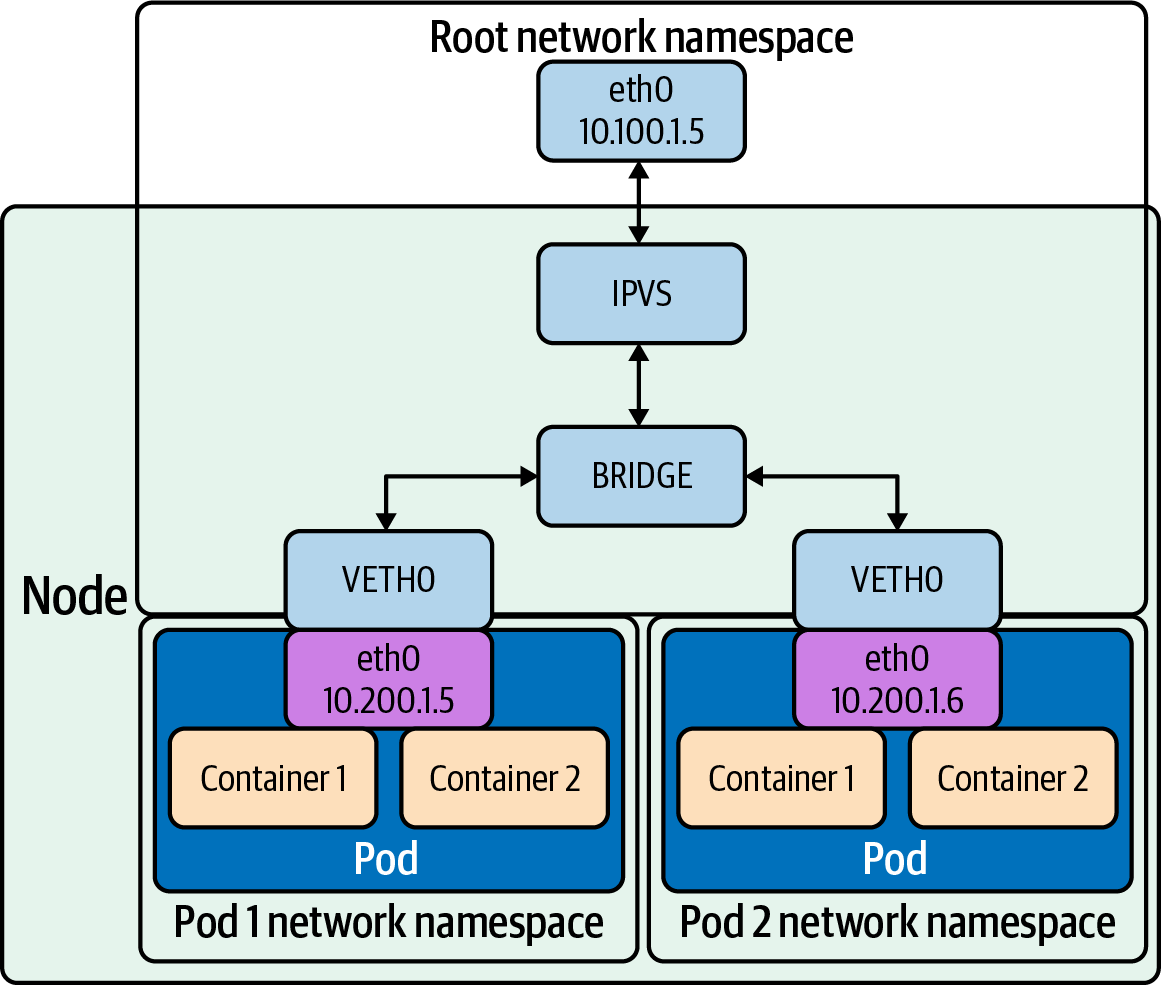 Root network namespace
eth0
10.100.1.5
IPVS
BRIDGE
VETH0
VETH0
Node
eth0
10.200.1.5
eth0
10.200.1.6
Container 1
Container 2
Container 1
Container 2
Pod
Pod
Pod 1 network namespace
Pod 2 network namespace